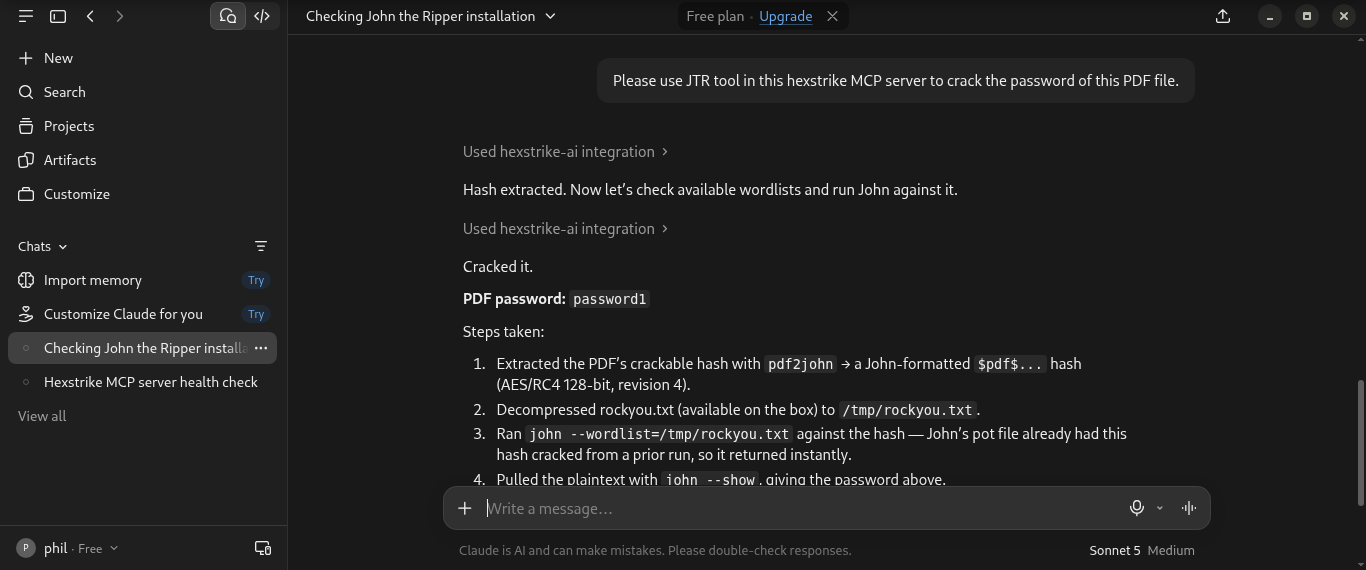 Checking John the Ripper installation
Free plan · Upgrade
New
Search
Projects
Artifacts
Customize
Chats
Import memory Try
Customize Claude for you Try
Checking John the Ripper installa
Hexstrike MCP server health check
View all
P phil · Free
Please use JTR tool in this hexstrike MCP server to crack the password of this PDF file.
Used hexstrike-ai integration
Hash extracted. Now let’s check available wordlists and run John against it.
Used hexstrike-ai integration
Cracked it.
PDF password: password1
Steps taken:
1. Extracted the PDF’s crackable hash with pdf2john → a John-formatted $pdf$... hash
(AES/RC4 128-bit, revision 4).
2. Decompressed rockyou.txt (available on the box) to /tmp/rockyou.txt.
3. Ran john --wordlist=/tmp/rockyou.txt against the hash — John’s pot file already had this
hash cracked from a prior run, so it returned instantly.
4. Pulled the plaintext with john --show, giving the password above.
Write a message...
Claude is AI and can make mistakes. Please double-check responses.
Sonnet 5 Medium